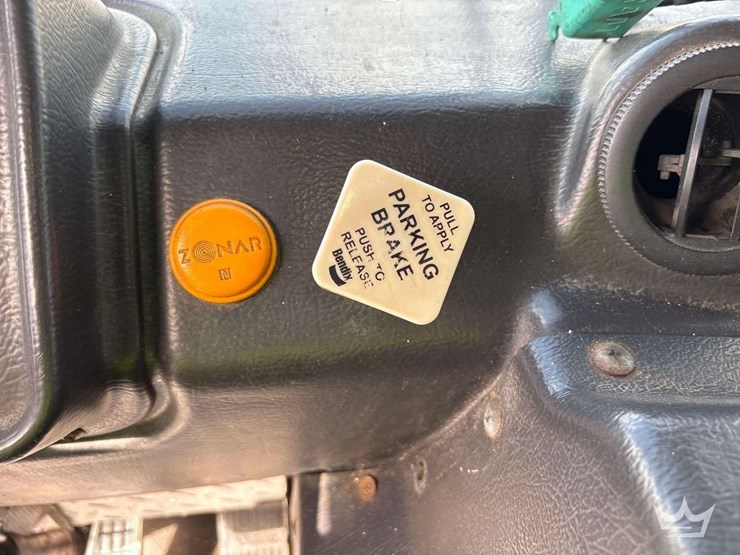 ZONAR
N
PULL
TO APPLY
PARKING
BRAKE
PUSH TO
RELEASE
Bendix